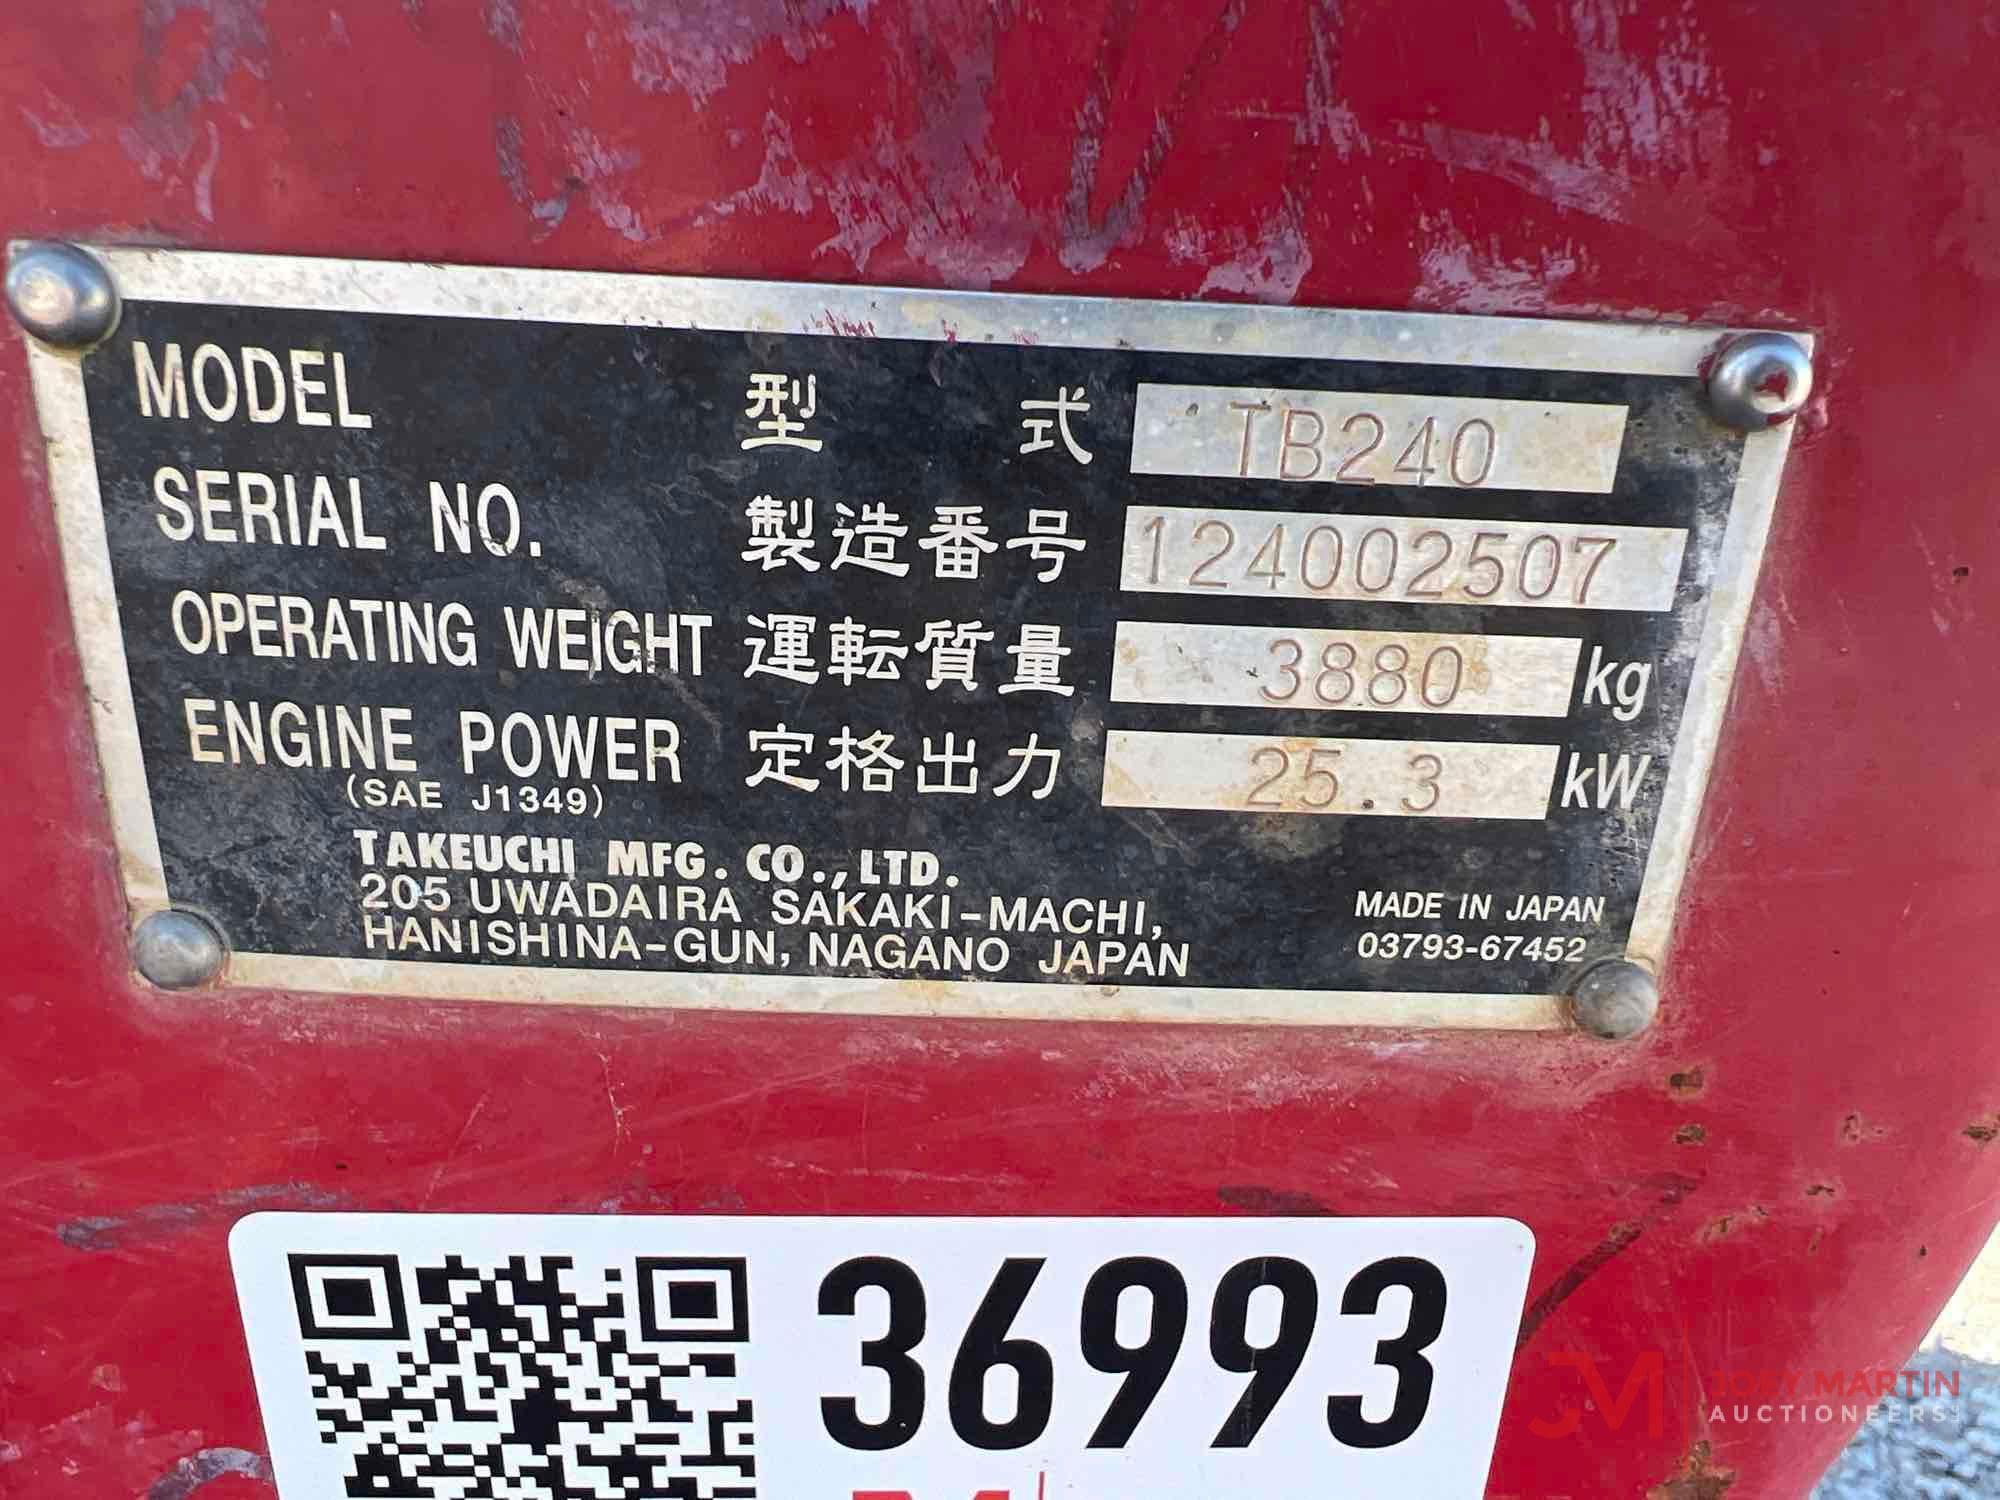 MODEL 型式 TB240
SERIAL NO. 製造番号 124002507
OPERATING WEIGHT 運転質量 3880 kg
ENGINE POWER 定格出力 25.3 kW
(SAE J1349)
TAKEUCHI MFG. CO., LTD.
205 UWADAIRA SAKAKI-MACHI,
HANISHINA-GUN, NAGANO JAPAN
MADE IN JAPAN
03793-67452
36993
JM
JOEY MARTIN
AUCTIONEERS